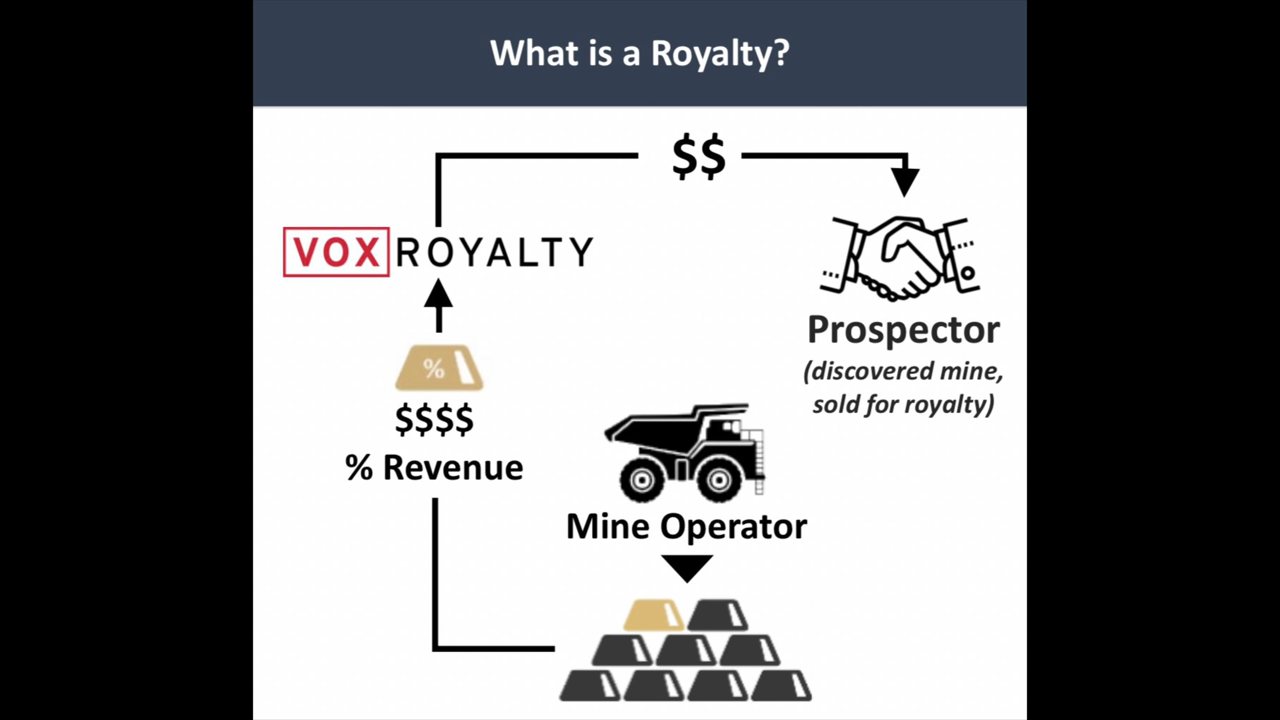 What is a Royalty?
$$
VOX ROYALTY
Prospector
(discovered mine,
sold for royalty)
%
$$$$
% Revenue
Mine Operator